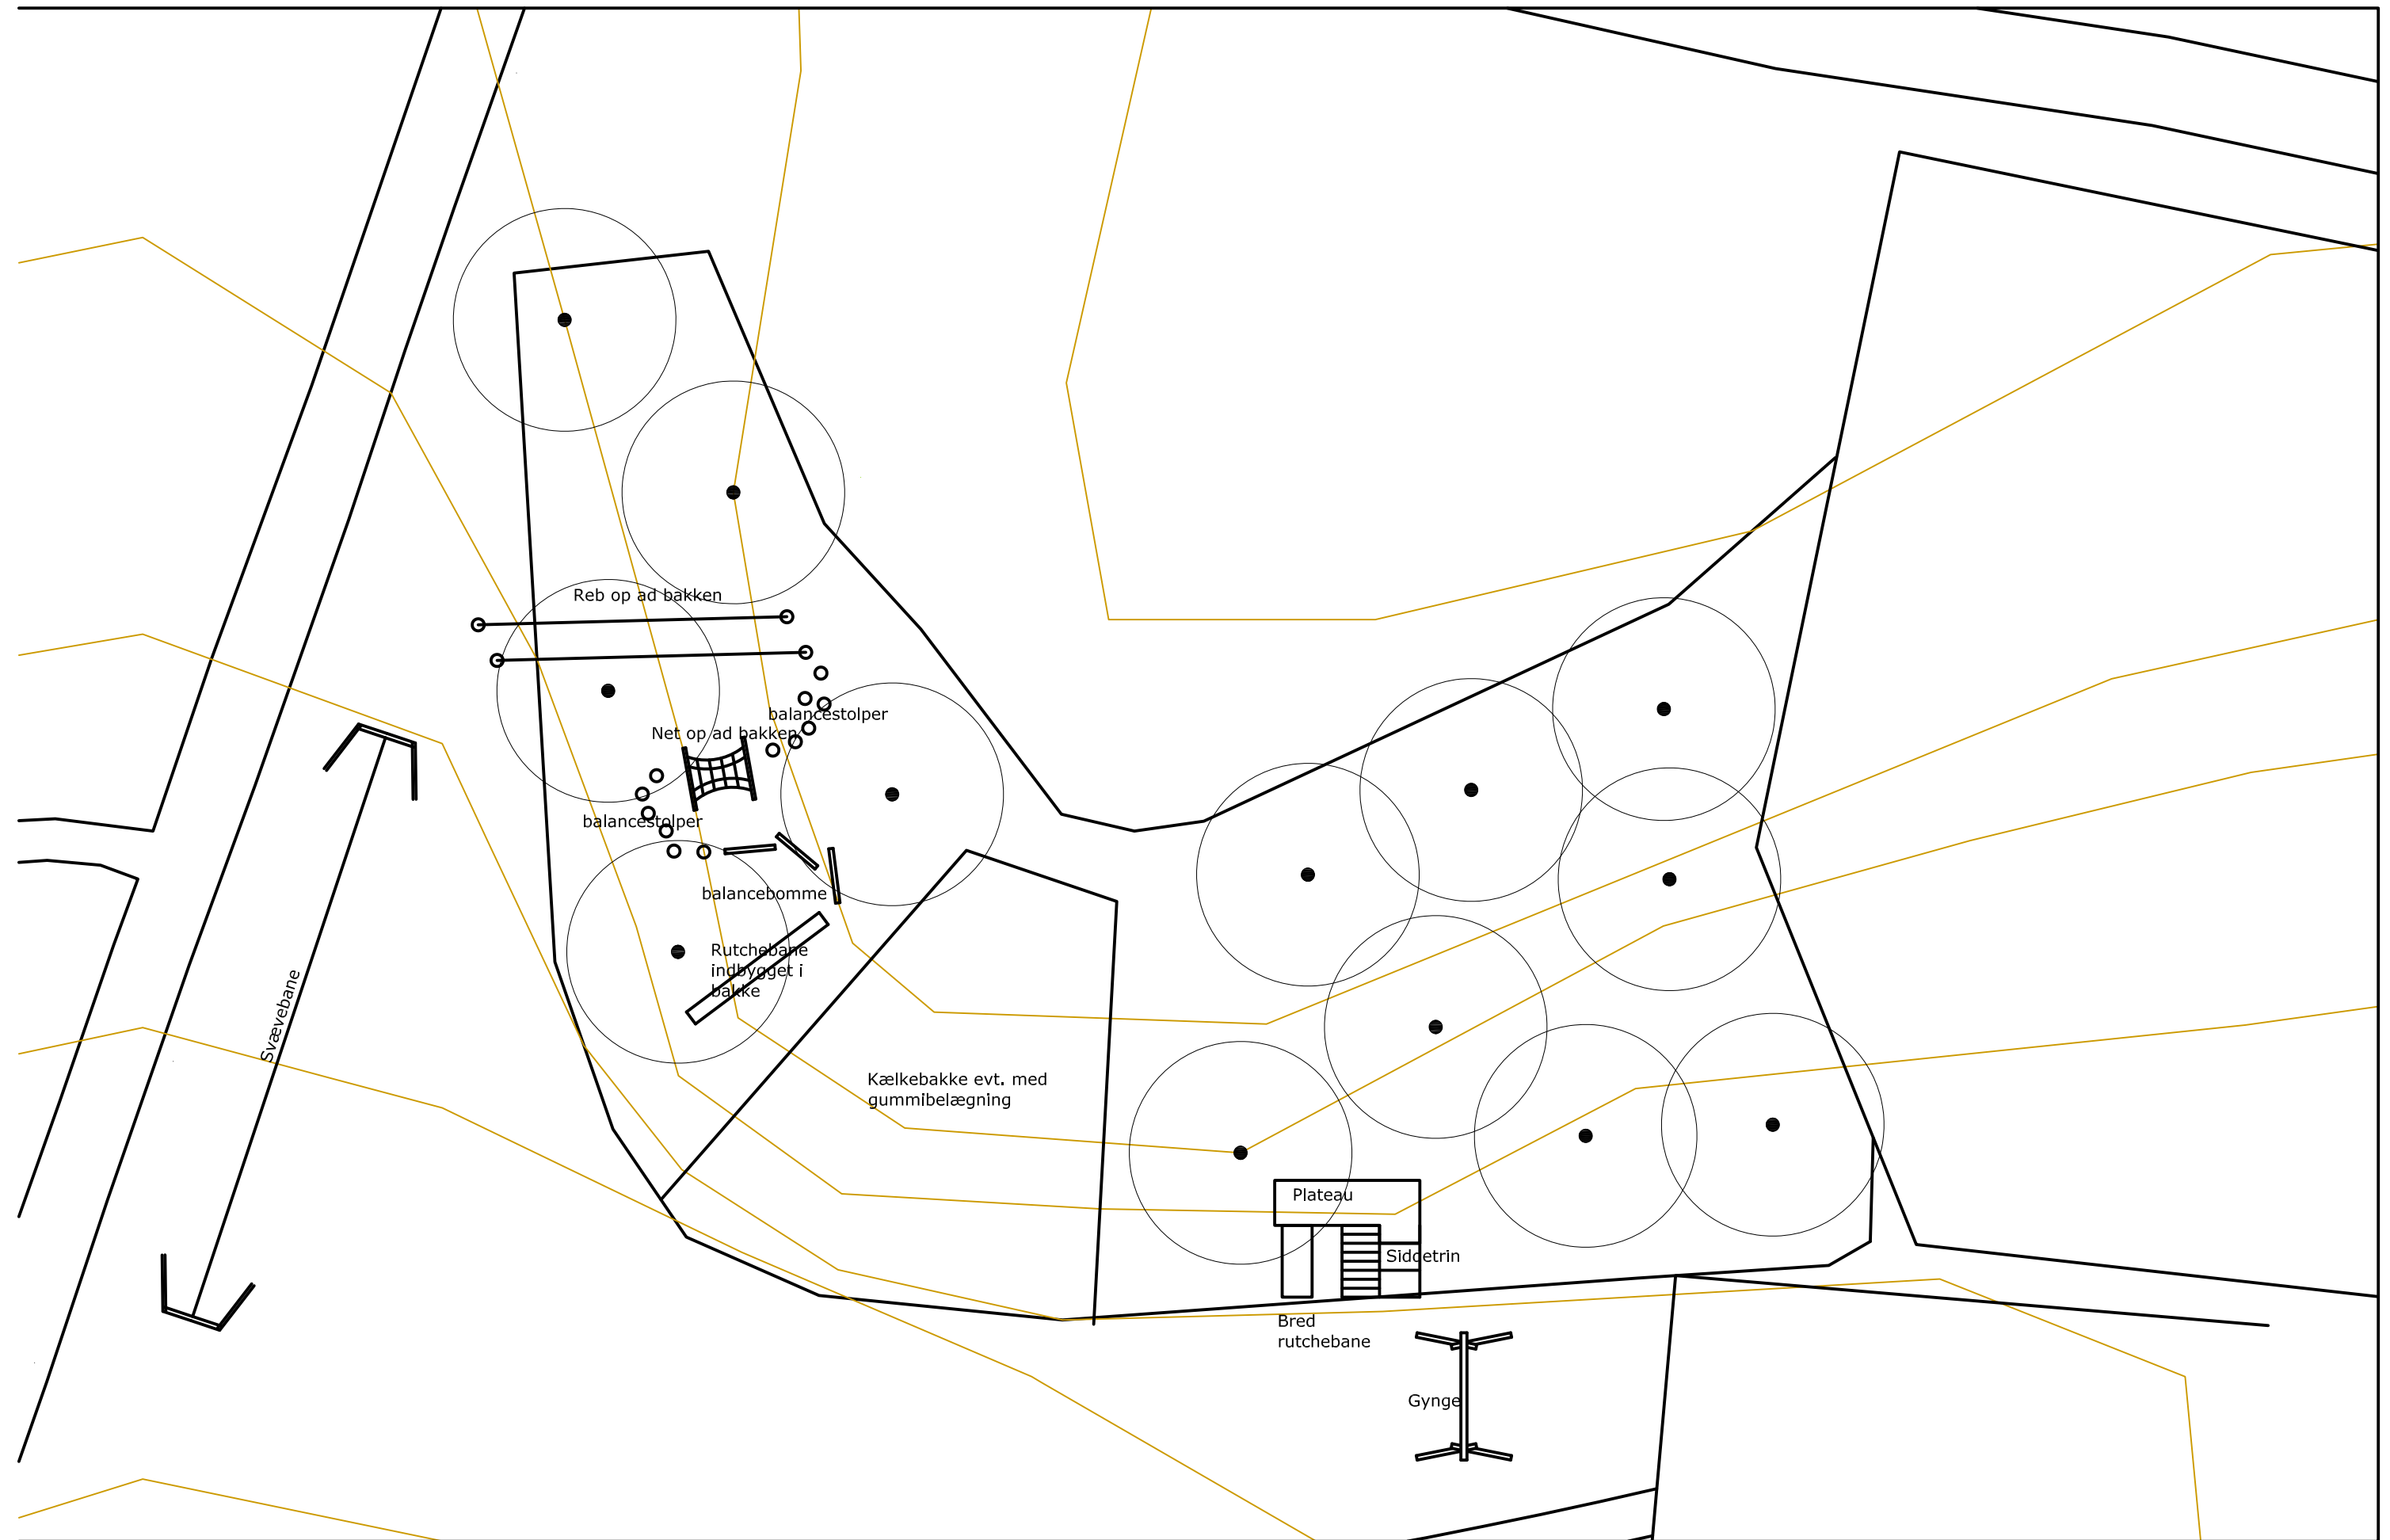 Reb op ad bakken
balancestolper
Net op ad bakken
balancestolper
balancebomme
Rutchebane
indbygget i
bakke
Svævebane
Kælkebakke evt. med
gummibelægning
Plateau
Siddetrin
Bred
rutchebane
Gynge